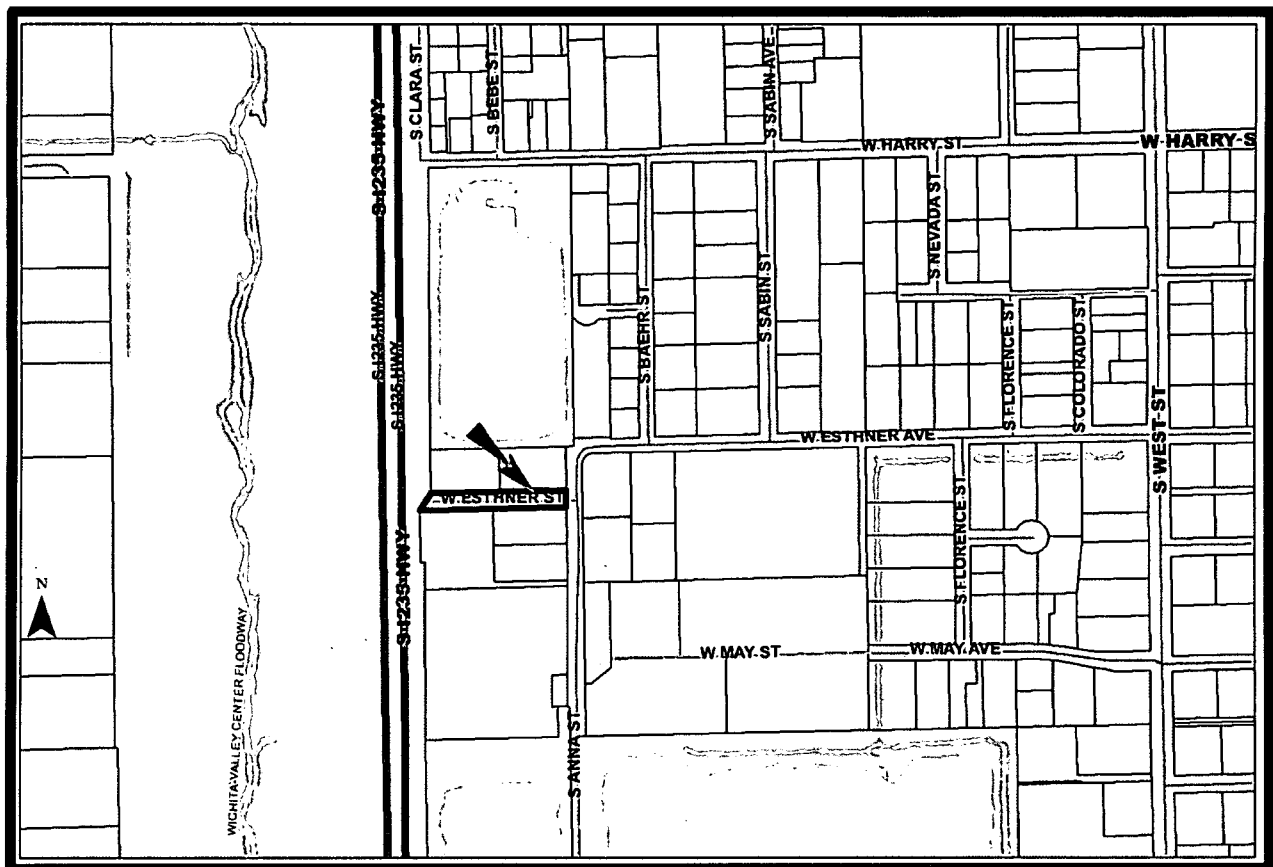 S CLARA ST
S BEBE ST
S SABIN AVE
W HARRY ST
W HARRY S
S I235 HWY
S NEVADA ST
S I235 HWY
S I235 HWY
S BAEHR ST
S SABIN ST
S FLORENCE ST
S COLORADO ST
S WEST ST
W ESTHNER AVE
W ESTHNER ST
S FLORENCE ST
S I235 HWY
N
W MAY ST
W MAY AVE
WICHITA-VALLEY CENTER FLOODWAY
S ANNA ST